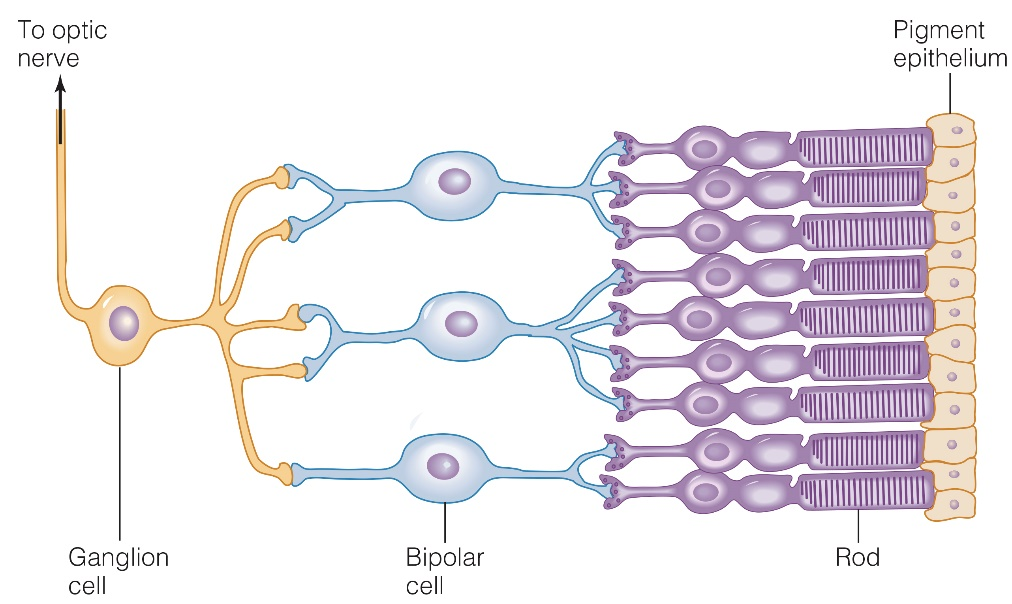 To optic
nerve
Pigment
epithelium
Ganglion
cell
Bipolar
cell
Rod